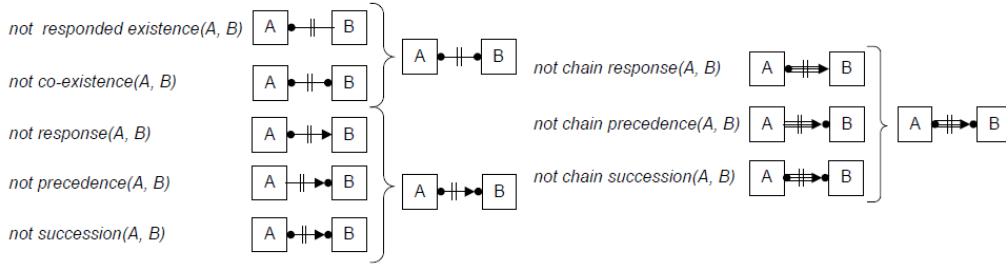 not responded existence(A, B) A B
not co-existence(A, B) A B
A B
not response(A, B) A B
not precedence(A, B) A B
not succession(A, B) A B
A B
not chain response(A, B) A B
not chain precedence(A, B) A B
not chain succession(A, B) A B
A B